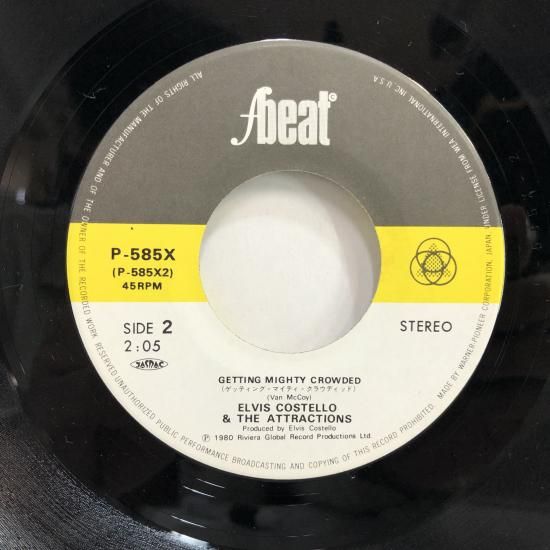 fbeat
P-585X
(P-585X2)
45RPM
SIDE 2
2:05
JASRAC
STEREO
GETTING MIGHTY CROWDED
(ゲッティング・マイティ・クラウディッド)
(Van McCoy)
ELVIS COSTELLO
& THE ATTRACTIONS
Produced by Elvis Costello
Ⓟ 1980 Riviera Global Record Productions Ltd.
ALL RIGHTS OF THE MANUFACTURER AND OF THE OWNER OF THE RECORDED WORK RESERVED UNAUTHORIZED PUBLIC PERFORMANCE BROADCASTING AND COPYING OF THIS RECORD PROHIBITED.
MADE BY WARNER-PIONEER CORPORATION, JAPAN, UNDER LICENSE FROM WEA INTERNATIONAL INC., U.S.A.